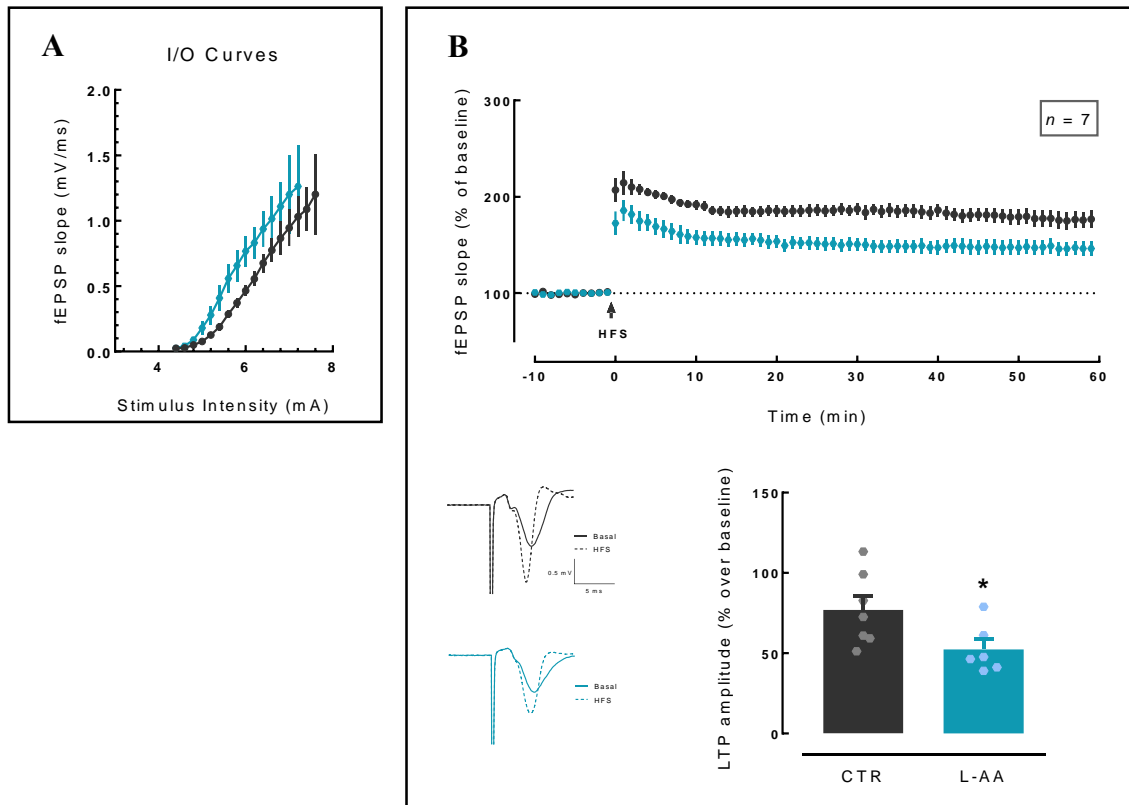 A
I/O Curves
fEPSP slope (mV/ms)
2.0
1.5
1.0
0.5
0.0
4
6
8
Stimulus Intensity (mA)
B
fEPSP slope (% of baseline)
300
200
100
n = 7
HFS
-10
0
10
20
30
40
50
60
Time (min)
Basal
HFS
0.5 mV
5 ms
Basal
HFS
LTP amplitude (% over baseline)
150
100
50
0
*
CTR
L-AA